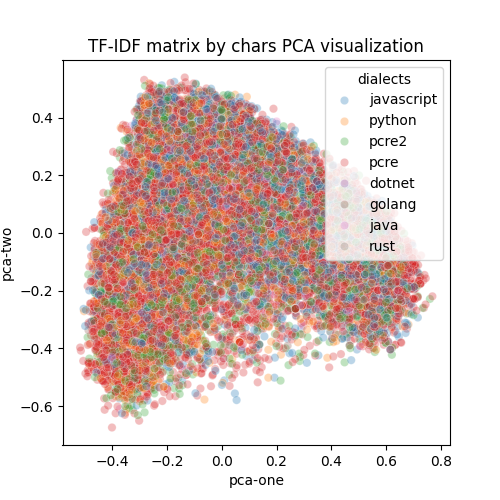 TF-IDF matrix by chars PCA visualization
dialects
javascript
python
pcre2
pcre
dotnet
golang
java
rust
0.4
0.2
0.0
−0.2
−0.4
−0.6
pca-two
−0.4
−0.2
0.0
0.2
0.4
0.6
0.8
pca-one